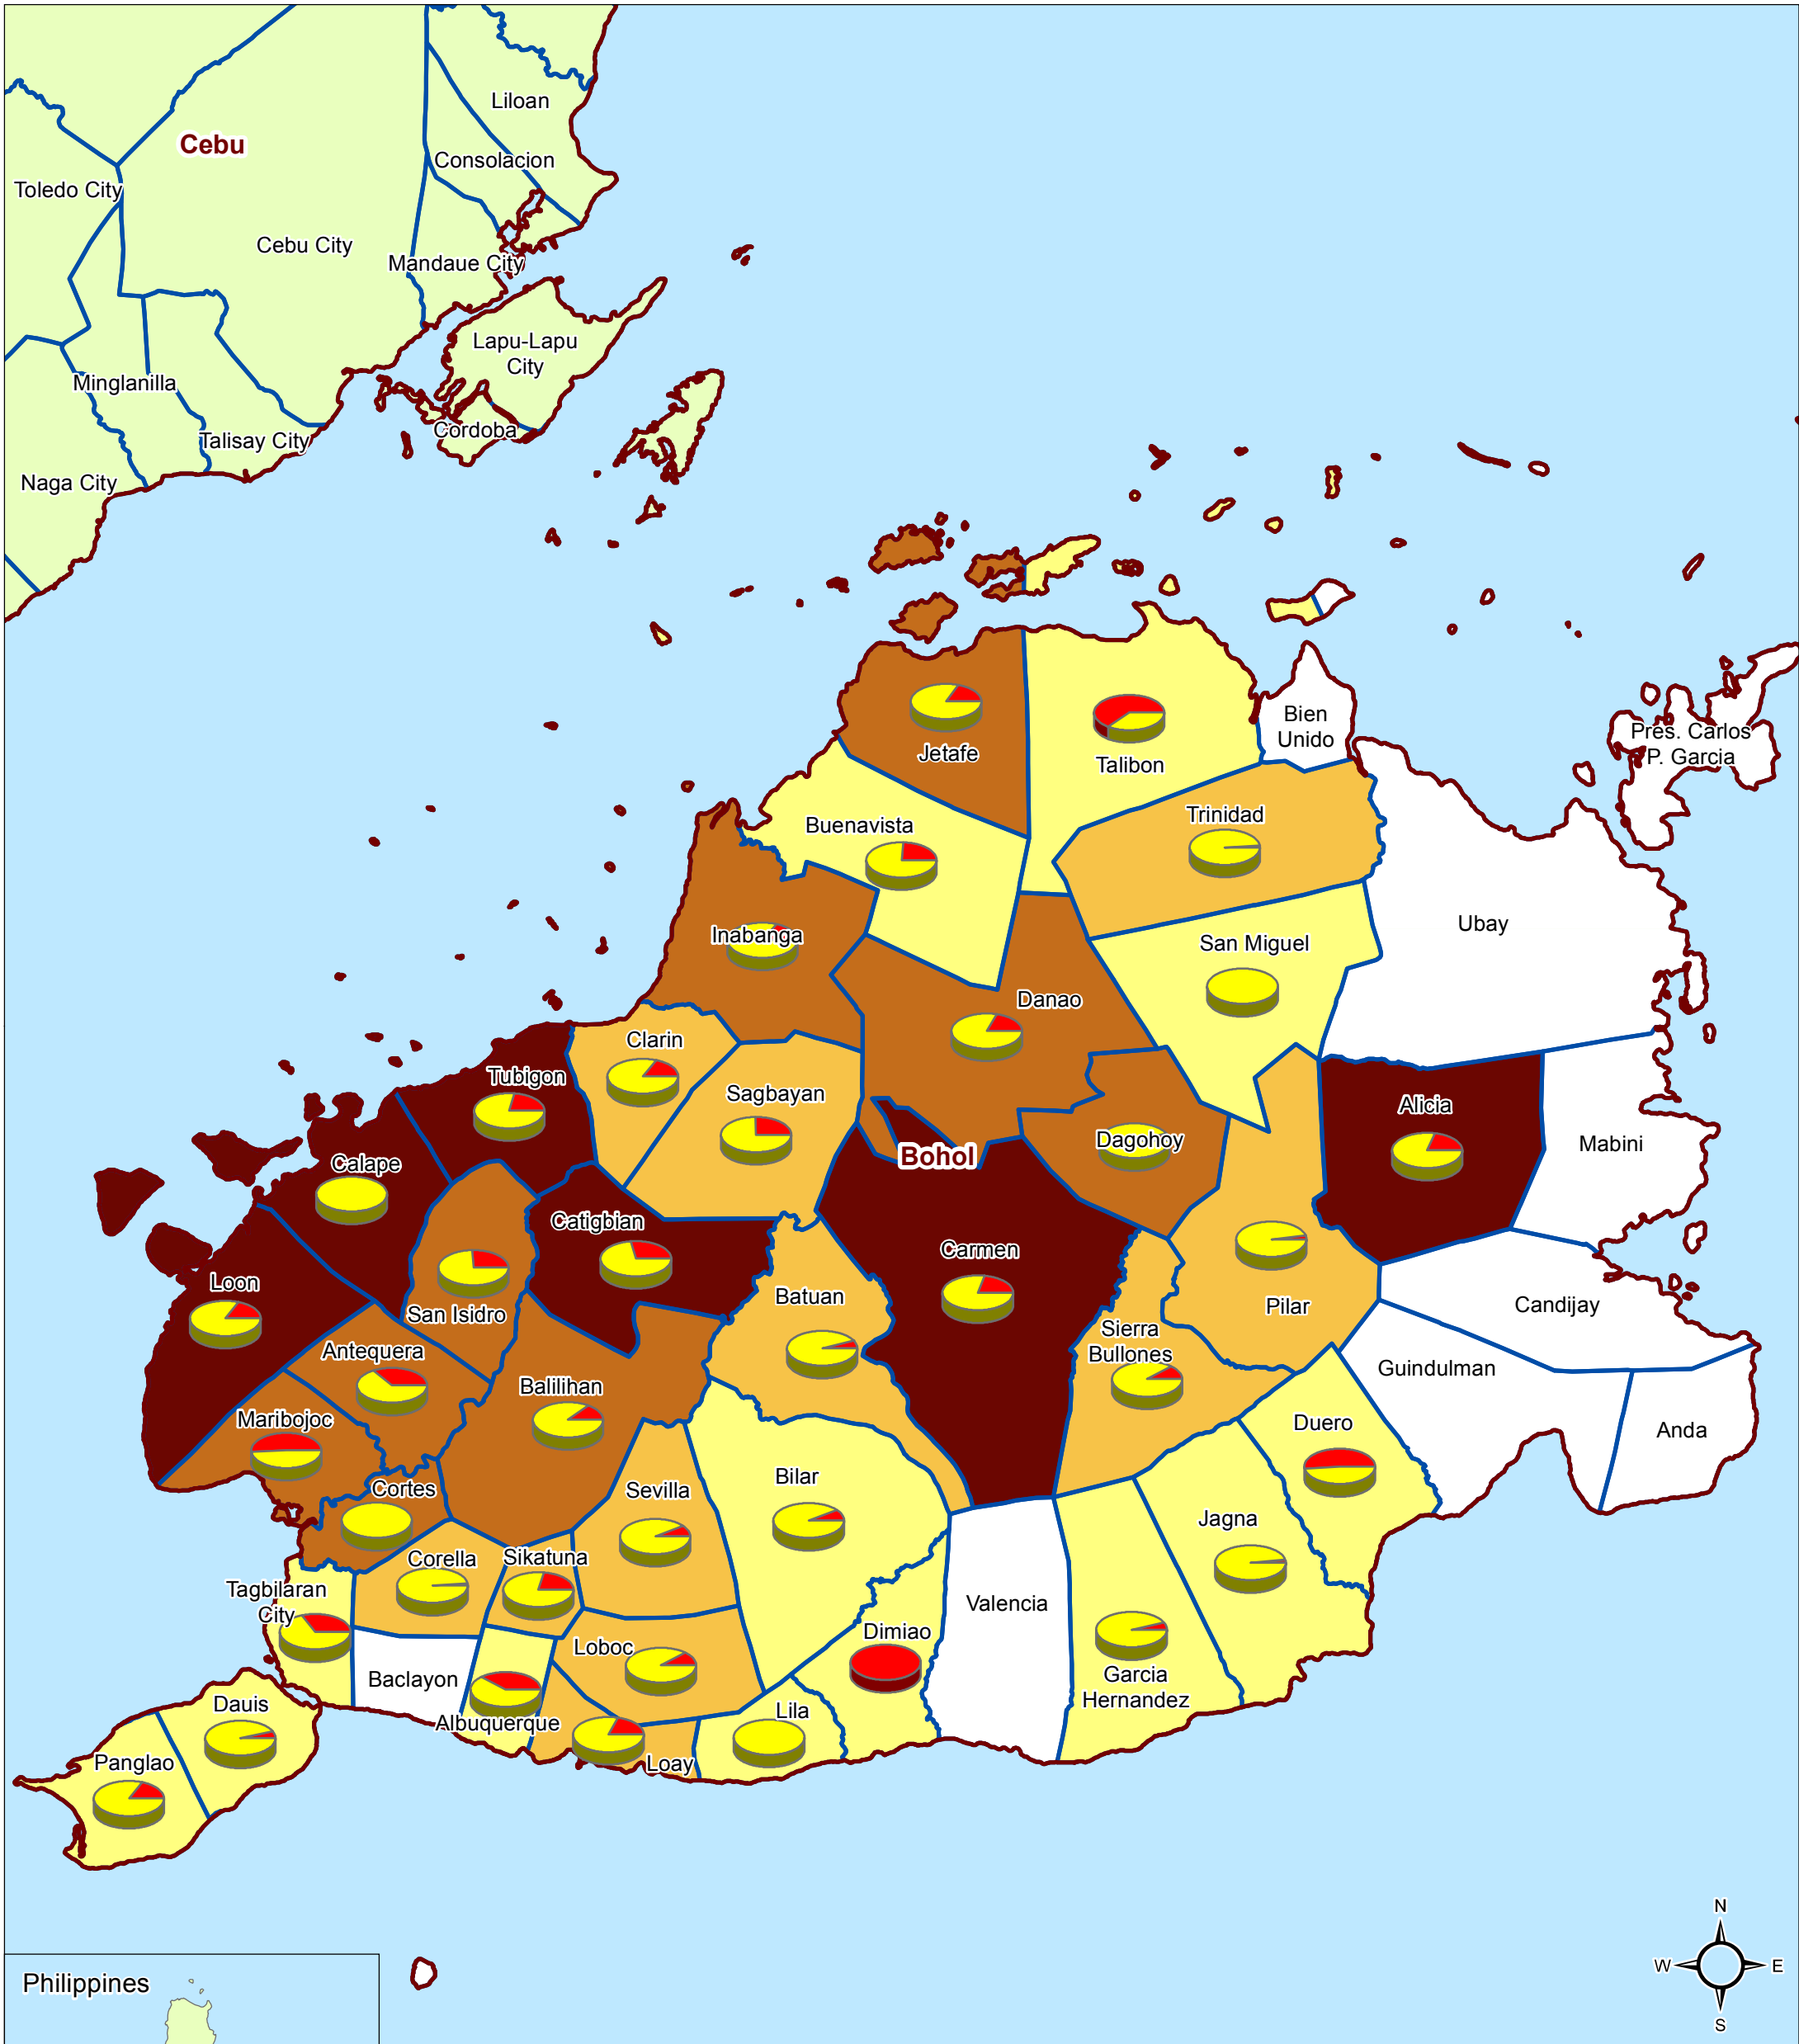 Liloan
Cebu
Consolacion
Toledo City
Cebu City
Mandaue City
Lapu-Lapu
City
Minglanilla
Cordoba
Talisay City
Naga City
Bien
Unido
Pres. Carlos
P. Garcia
Jetafe
Talibon
Trinidad
Buenavista
Ubay
Inabanga
San Miguel
Danao
Clarin
Tubigon
Sagbayan
Alicia
Dagohoy
Mabini
Bohol
Calape
Catigbian
Carmen
Loon
Batuan
Pilar
Candijay
San Isidro
Sierra
Bullones
Antequera
Guindulman
Balilihan
Maribojoc
Duero
Anda
Bilar
Cortes
Sevilla
Jagna
Corella
Sikatuna
Tagbilaran
City
Valencia
Dimiao
Loboc
Baclayon
Garcia
Hernandez
Dauis
Lila
Albuquerque
Panglao
Loay
N
W
E
S
Philippines